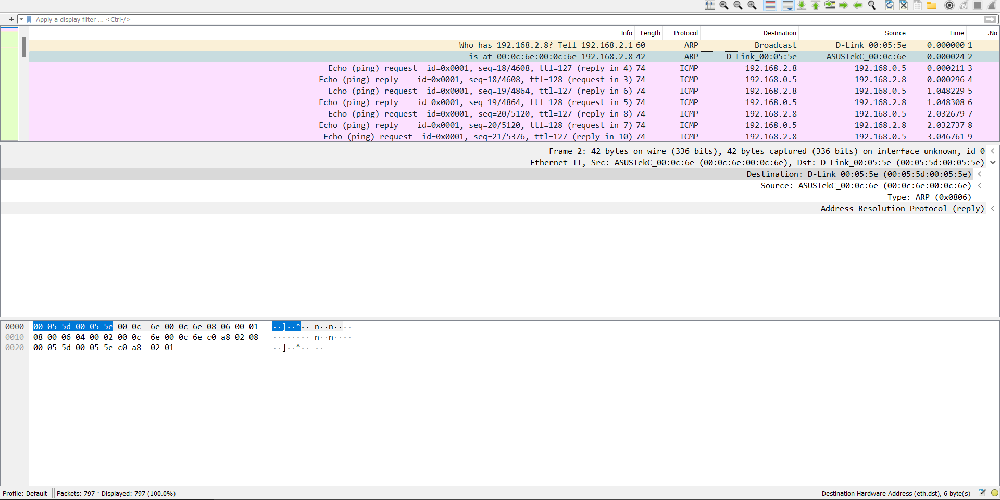 Apply a display filter ... <Ctrl-/>
Info Length Protocol Destination Source Time .No
Who has 192.168.2.8? Tell 192.168.2.1 60 ARP Broadcast D-Link_00:05:5e 0.000000 1
is at 00:0c:6e:00:0c:6e 192.168.2.8 42 ARP D-Link_00:05:5e ASUSTekC_00:0c:6e 0.000024 2
Echo (ping) request id=0x0001, seq=18/4608, ttl=127 (reply in 4) 74 ICMP 192.168.2.8 192.168.0.5 0.000211 3
Echo (ping) reply id=0x0001, seq=18/4608, ttl=128 (request in 3) 74 ICMP 192.168.0.5 192.168.2.8 0.000296 4
Echo (ping) request id=0x0001, seq=19/4864, ttl=127 (reply in 6) 74 ICMP 192.168.2.8 192.168.0.5 1.048229 5
Echo (ping) reply id=0x0001, seq=19/4864, ttl=128 (request in 5) 74 ICMP 192.168.0.5 192.168.2.8 1.048308 6
Echo (ping) request id=0x0001, seq=20/5120, ttl=127 (reply in 8) 74 ICMP 192.168.2.8 192.168.0.5 2.032679 7
Echo (ping) reply id=0x0001, seq=20/5120, ttl=128 (request in 7) 74 ICMP 192.168.0.5 192.168.2.8 2.032737 8
Echo (ping) request id=0x0001, seq=21/5376, ttl=127 (reply in 10) 74 ICMP 192.168.2.8 192.168.0.5 3.046761 9
Frame 2: 42 bytes on wire (336 bits), 42 bytes captured (336 bits) on interface unknown, id 0
Ethernet II, Src: ASUSTekC_00:0c:6e (00:0c:6e:00:0c:6e), Dst: D-Link_00:05:5e (00:05:5d:00:05:5e)
Destination: D-Link_00:05:5e (00:05:5d:00:05:5e)
Source: ASUSTekC_00:0c:6e (00:0c:6e:00:0c:6e)
Type: ARP (0x0806)
Address Resolution Protocol (reply)
0000 00 05 5d 00 05 5e 00 0c 6e 00 0c 6e 08 06 00 01 ··]··^·· n··n····
0010 08 00 06 04 00 02 00 0c 6e 00 0c 6e c0 a8 02 08 ········ n··n····
0020 00 05 5d 00 05 5e c0 a8 02 01 ··]··^·· ··
Profile: Default Packets: 797 · Displayed: 797 (100.0%) Destination Hardware Address (eth.dst), 6 byte(s)